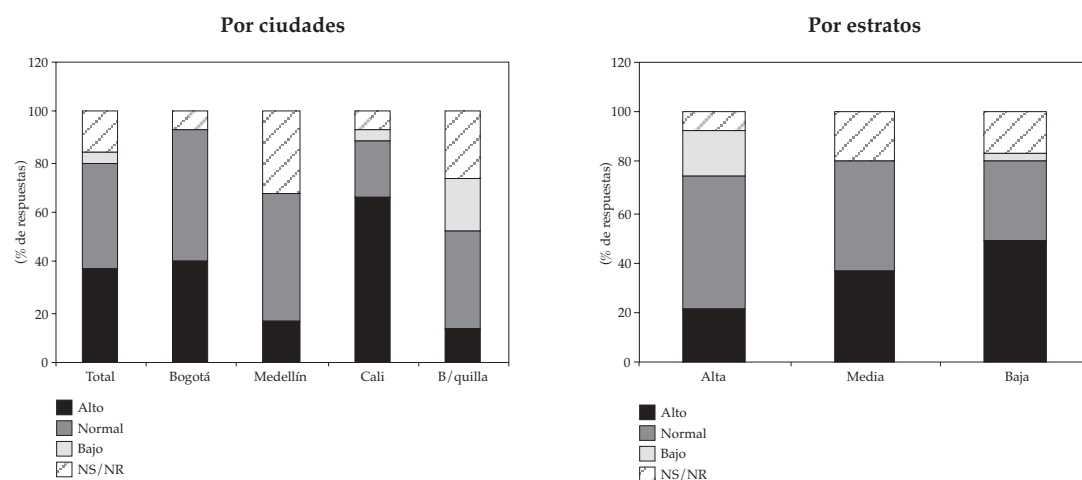 Por ciudades
120
100
80
60
40
20
0
(% de respuestas)
Total Bogotá Medellín Cali B/quilla
Alto
Normal
Bajo
NS/NR
Por estratos
120
100
80
60
40
20
0
(% de respuestas)
Alta Media Baja
Alto
Normal
Bajo
NS/NR